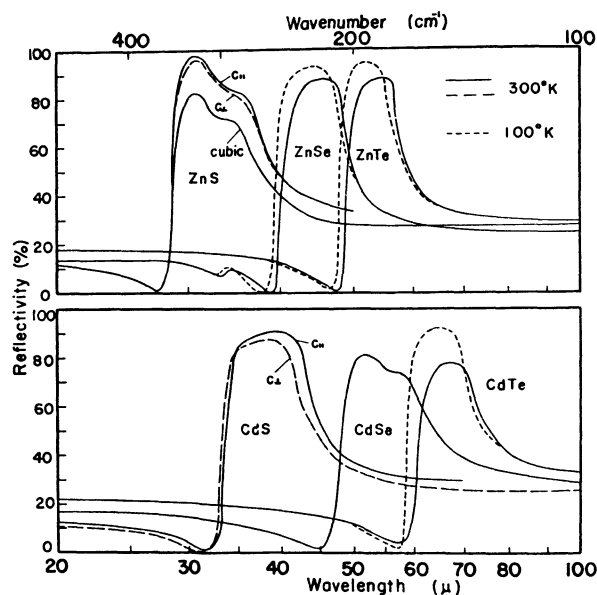 Wavenumber (cm⁻¹)
400 200 100
Reflectivity (%)
100
80
60
40
20
0
C∥
C⊥
cubic
ZnS
ZnSe
ZnTe
300°K
100°K
100
80
60
40
20
0
C∥
C⊥
CdS
CdSe
CdTe
20 30 40 50 60 70 80 100
Wavelength (μ)